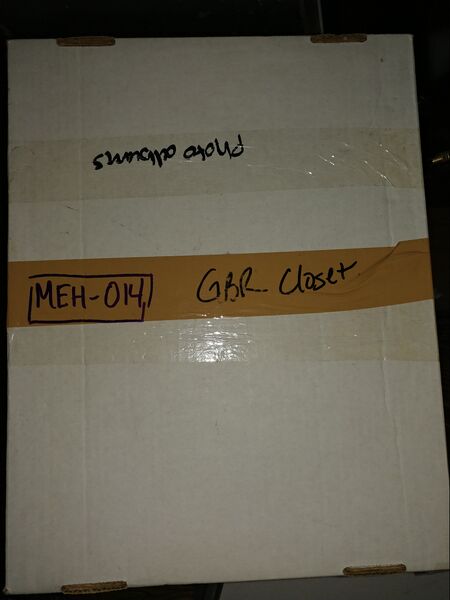 Photo albums
MEH-014
GBR Closet